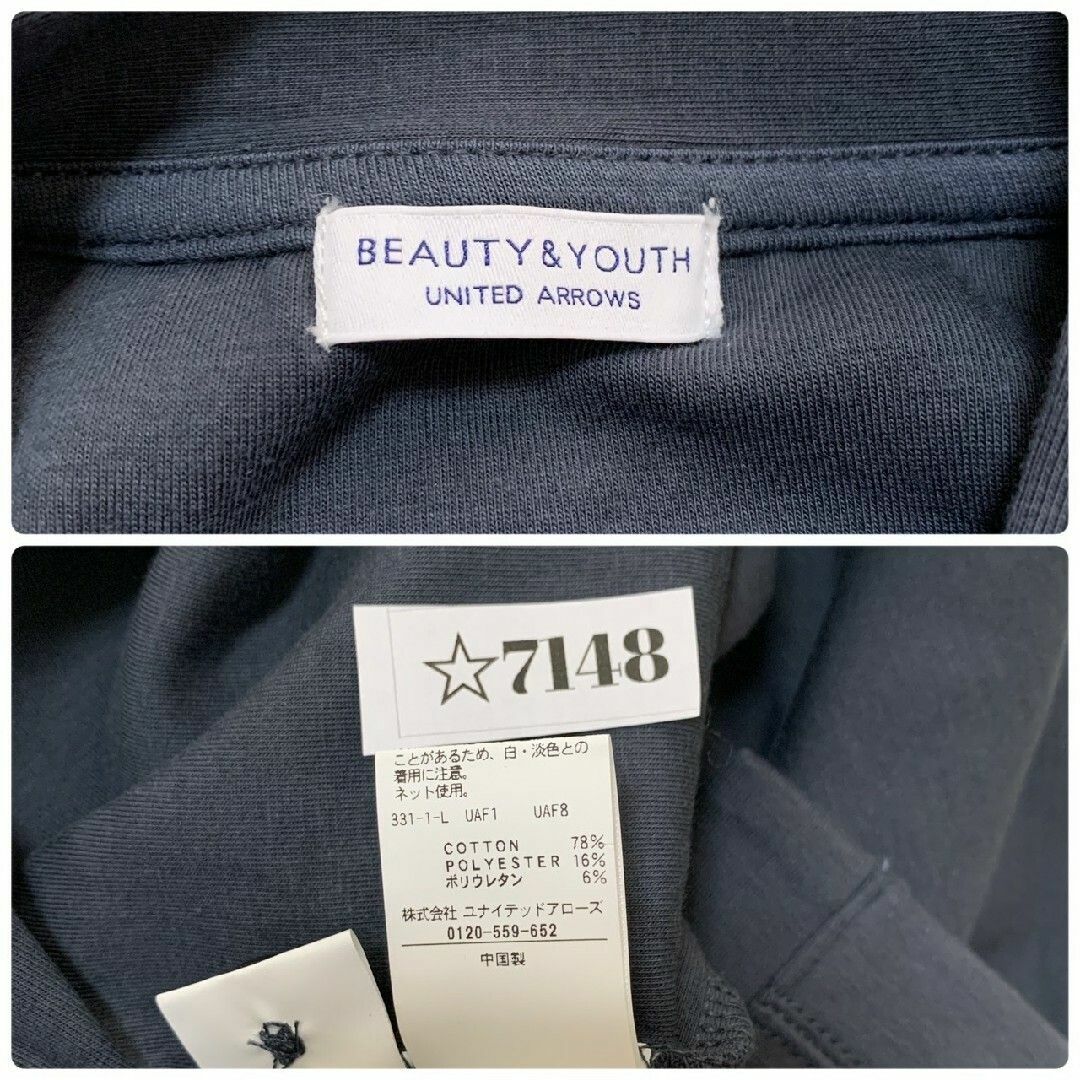 BEAUTY&YOUTH
UNITED ARROWS
☆7148
ことがあるため、白・淡色との
着用に注意。
ネット使用。
331-1-L UAF1 UAF8
COTTON 78%
POLYESTER 16%
ポリウレタン 6%
株式会社 ユナイテッドアローズ
0120-559-652
中国製